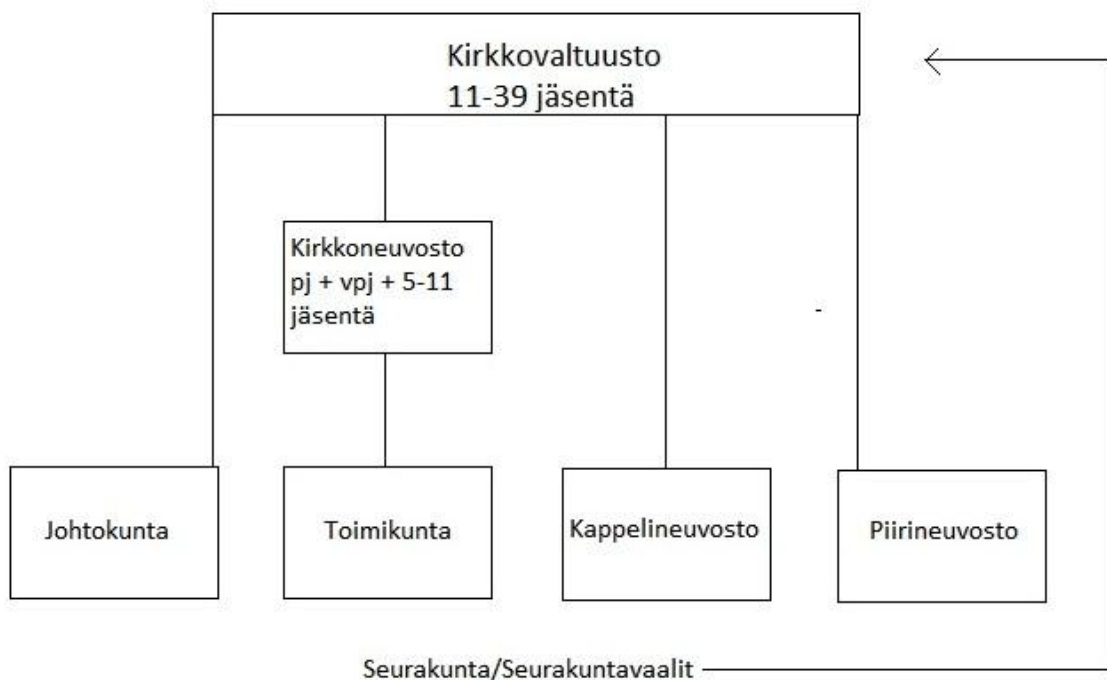 Kirkkovaltuusto
11-39 jäsentä
Kirkkoneuvosto
pj + vpj + 5-11
jäsentä
Johtokunta
Toimikunta
Kappelineuvosto
Piirineuvosto
Seurakunta/Seurakuntavaalit